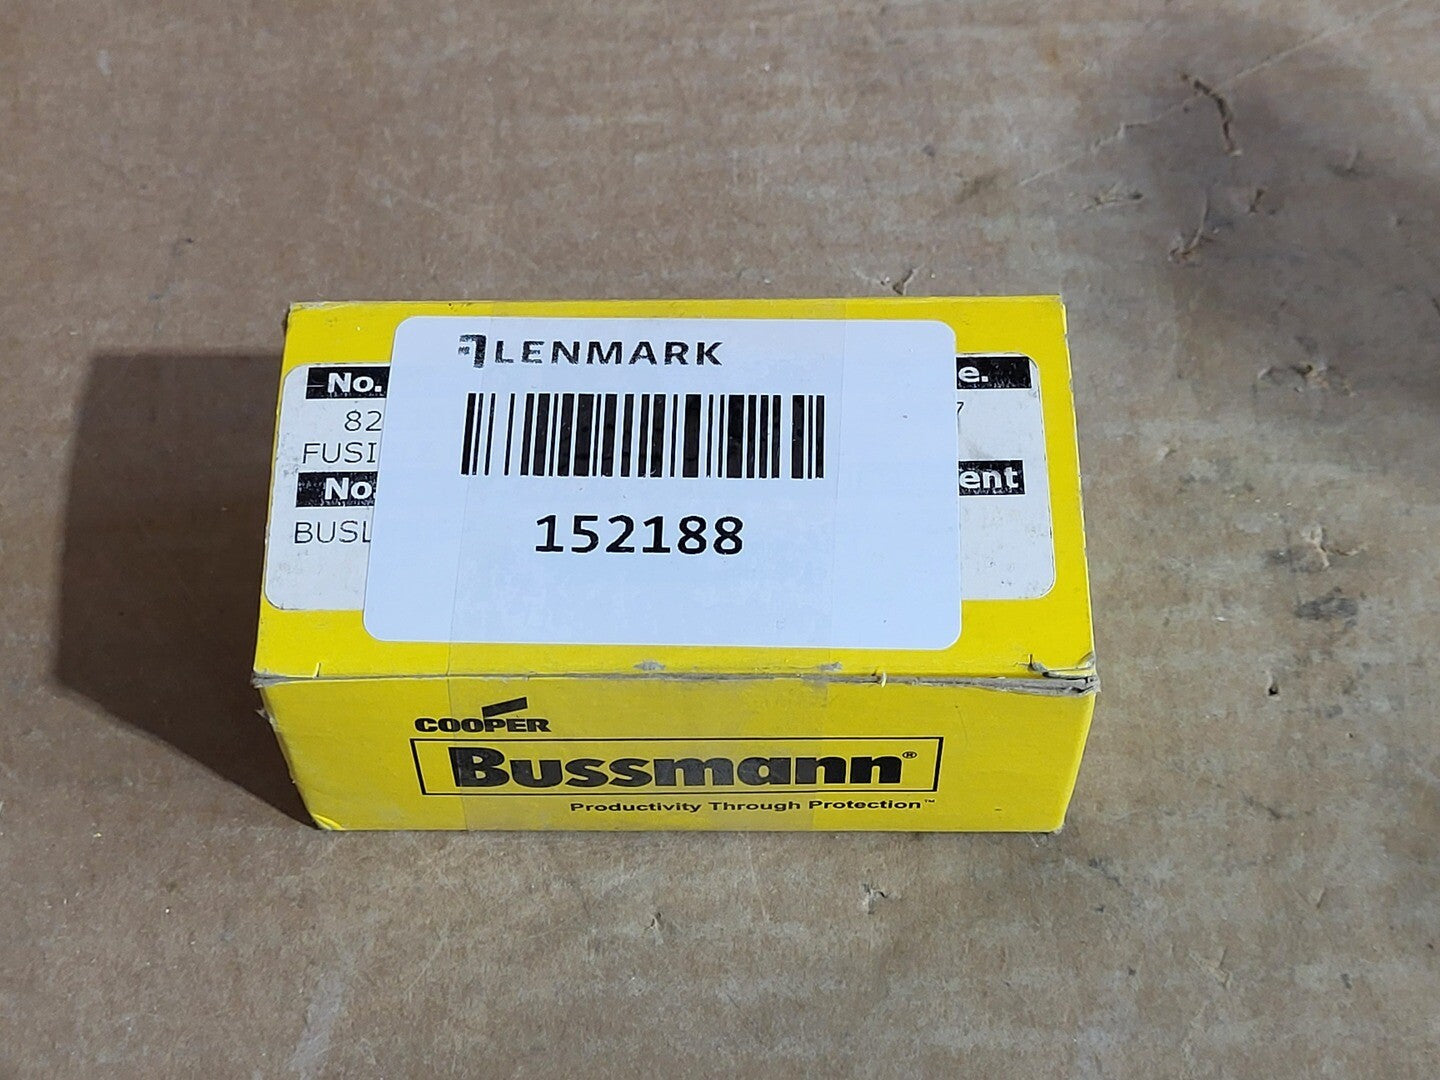 LENMARK
No.
e.
82
7
FUSI
No.
ent
BUSL
152188
COOPER
Bussmann®
Productivity Through Protection™